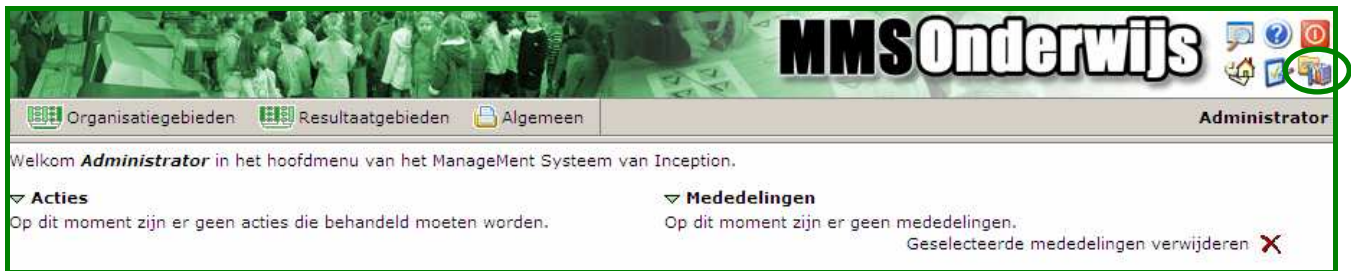 MMSOnderwijs
Organisatiegebieden Resultaatgebieden Algemeen Administrator
Welkom Administrator in het hoofdmenu van het ManageMent Systeem van Inception.
Acties Mededelingen
Op dit moment zijn er geen acties die behandeld moeten worden. Op dit moment zijn er geen mededelingen.
Geselecteerde mededelingen verwijderen